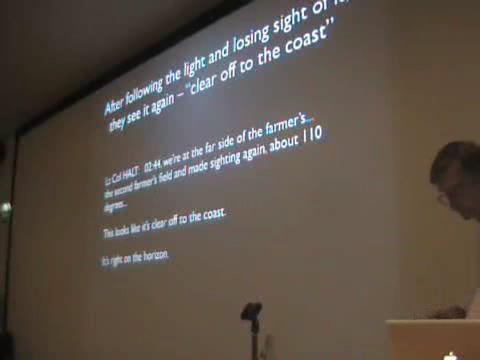 After following the light and losing sight of
they see it again – "clear off to the coast"
Lt Col HALT: 02:44, we're at the far side of the farmer's...
the second farmer's field and made sighting again, about 110
degrees...
This looks like it's clear off to the coast.
It's right on the horizon.